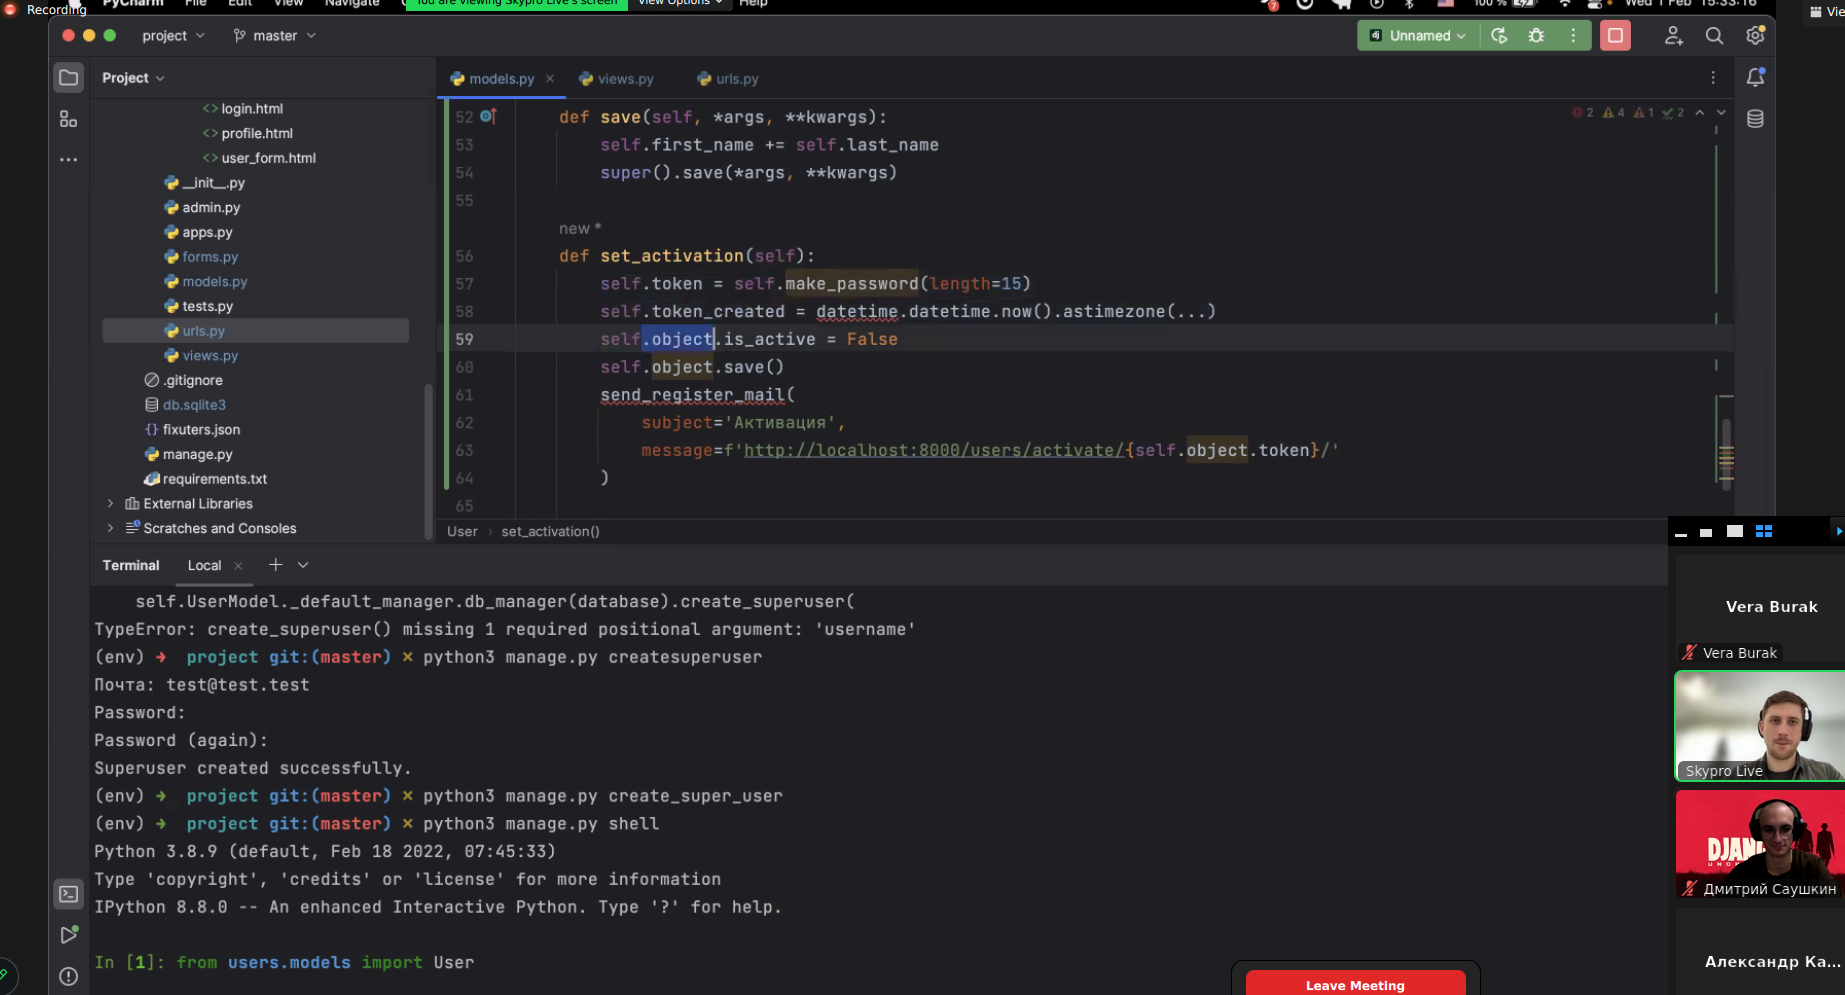 Recording
PyCharm File Edit View Navigate Help
You are viewing Skypro Live's screen View Options
100 % Wed 1 Feb 15:33:16
project master
Unnamed
Project
models.py views.py urls.py
login.html
profile.html
user_form.html
__init__.py
admin.py
apps.py
forms.py
models.py
tests.py
urls.py
views.py
.gitignore
db.sqlite3
fixuters.json
manage.py
requirements.txt
External Libraries
Scratches and Consoles
2 4 1 2
52 def save(self, *args, **kwargs):
53 self.first_name += self.last_name
54 super().save(*args, **kwargs)
55
new *
56 def set_activation(self):
57 self.token = self.make_password(length=15)
58 self.token_created = datetime.datetime.now().astimezone(...)
59 self.object.is_active = False
60 self.object.save()
61 send_register_mail(
62 subject='Активация',
63 message=f'http://localhost:8000/users/activate/{self.object.token}/'
64 )
65
User › set_activation()
Terminal Local
self.UserModel._default_manager.db_manager(database).create_superuser(
TypeError: create_superuser() missing 1 required positional argument: 'username'
(env) → project git:(master) × python3 manage.py createsuperuser
Почта: test@test.test
Password:
Password (again):
Superuser created successfully.
(env) → project git:(master) × python3 manage.py create_super_user
(env) → project git:(master) × python3 manage.py shell
Python 3.8.9 (default, Feb 18 2022, 07:45:33)
Type 'copyright', 'credits' or 'license' for more information
IPython 8.8.0 -- An enhanced Interactive Python. Type '?' for help.
In [1]: from users.models import User
Vera Burak
Vera Burak
Skypro Live
Дмитрий Саушкин
Александр Ка...
Leave Meeting